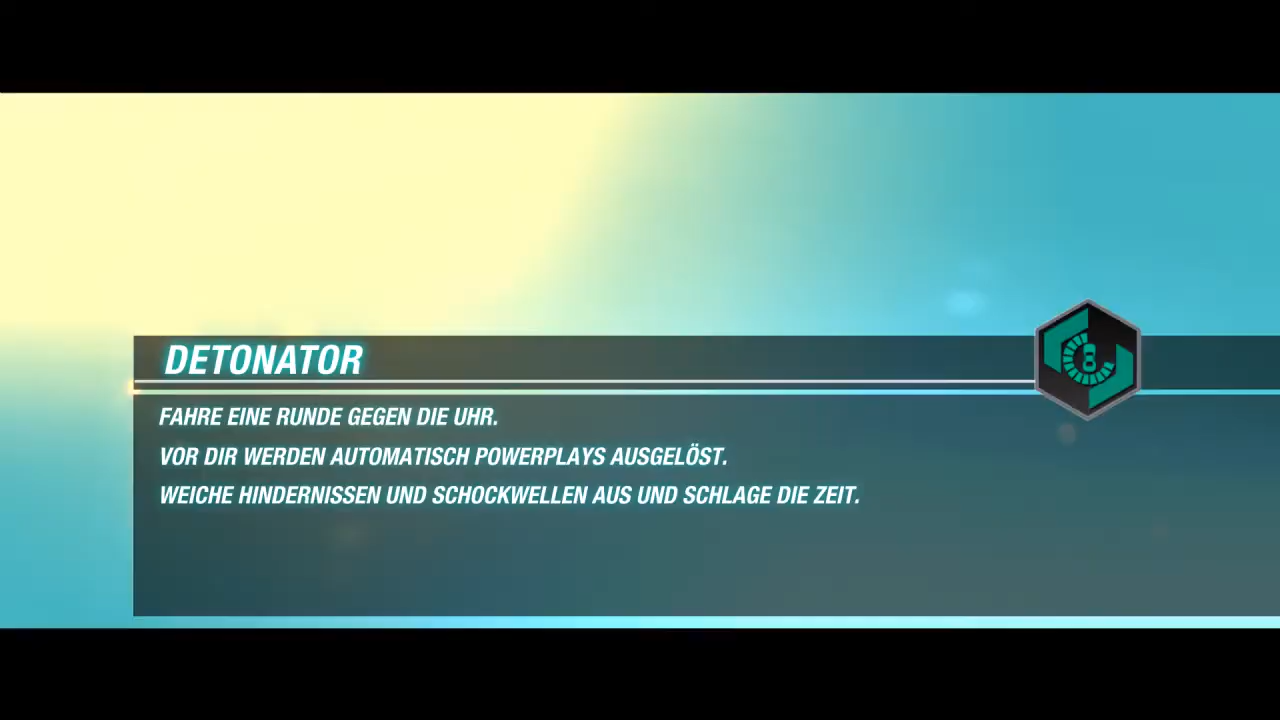 DETONATOR
FAHRE EINE RUNDE GEGEN DIE UHR.
VOR DIR WERDEN AUTOMATISCH POWERPLAYS AUSGELÖST.
WEICHE HINDERNISSEN UND SCHOCKWELLEN AUS UND SCHLAGE DIE ZEIT.